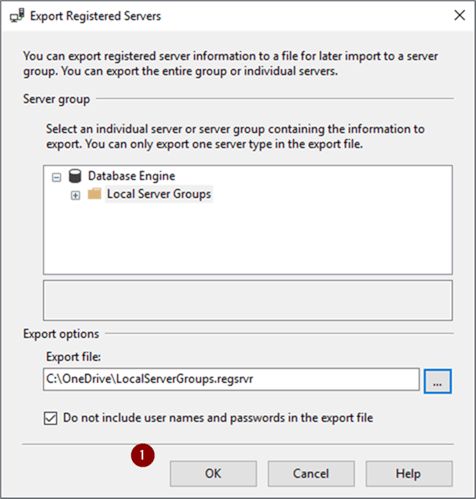 Export Registered Servers
You can export registered server information to a file for later import to a server
group. You can export the entire group or individual servers.
Server group
Select an individual server or server group containing the information to
export. You can only export one server type in the export file.
Database Engine
Local Server Groups
Export options
Export file:
C:\OneDrive\LocalServerGroups.regsrvr
...
Do not include user names and passwords in the export file
1
OK Cancel Help